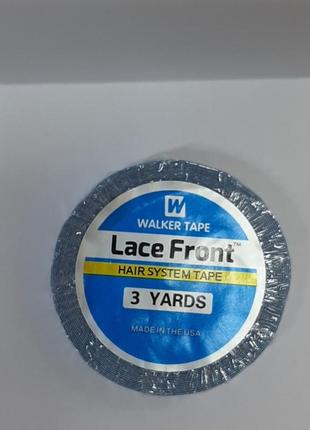 W
WALKER TAPE
Lace Front™
HAIR SYSTEM TAPE
3 YARDS
MADE IN THE USA